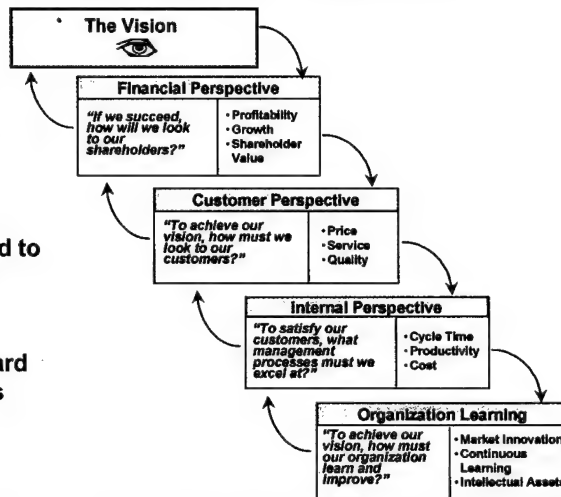 The Vision
Financial Perspective
"If we succeed,
how will we look
to our
shareholders?"
• Profitability
• Growth
• Shareholder
Value
Customer Perspective
"To achieve our
vision, how must we
look to our
customers?"
• Price
• Service
• Quality
d to
Internal Perspective
"To satisfy our
customers, what
management
processes must we
excel at?"
• Cycle Time
• Productivity
• Cost
ard
s
Organization Learning
"To achieve our
vision, how must
our organization
learn and
improve?"
• Market Innovation
• Continuous
Learning
• Intellectual Assets